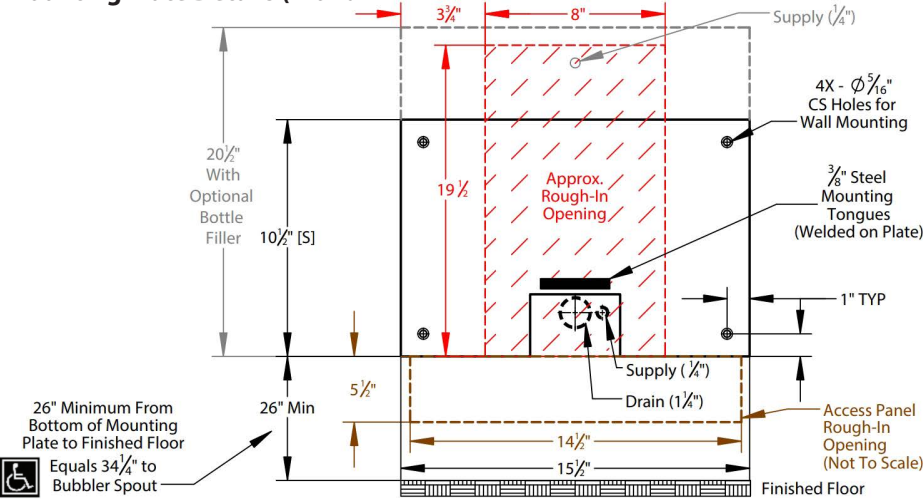 3¾"
8"
Supply (¼")
4X - Ø 5⁄16"
CS Holes for
Wall Mounting
20½"
With
Optional
Bottle
Filler
10½" [S]
19 ½
Approx.
Rough-In
Opening
⅜" Steel
Mounting
Tongues
(Welded on Plate)
1" TYP
Supply ( ¼")
Drain (1¼")
5½"
26" Min
26" Minimum From
Bottom of Mounting
Plate to Finished Floor
Equals 34¼" to
Bubbler Spout
14½"
15½"
Access Panel
Rough-In
Opening
(Not To Scale)
Finished Floor